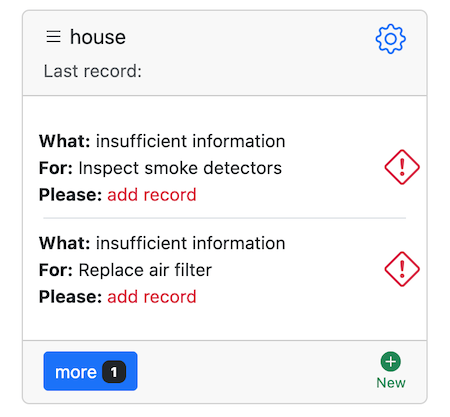 house
Last record:
What: insufficient information
For: Inspect smoke detectors
Please: add record
What: insufficient information
For: Replace air filter
Please: add record
more 1
New